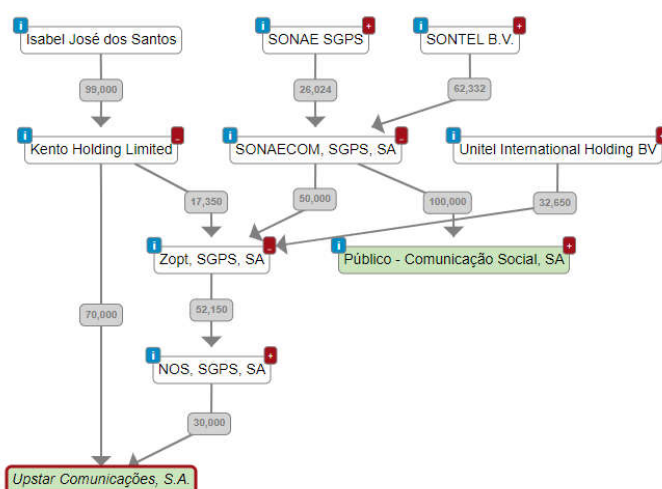 i
+
i
+
i
Isabel José dos Santos
SONAE SGPS
SONTEL B.V.
99,000
26,024
62,332
i
-
i
-
i
+
Kento Holding Limited
SONAECOM, SGPS, SA
Unitel International Holding BV
17,350
50,000
100,000
32,650
i
-
i
+
Zopt, SGPS, SA
Público - Comunicação Social, SA
70,000
52,150
i
+
NOS, SGPS, SA
30,000
Upstar Comunicações, S.A.